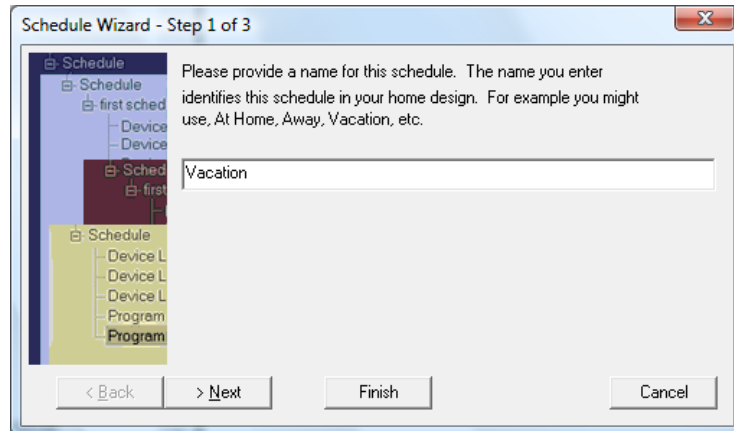 Schedule Wizard - Step 1 of 3
Schedule
Schedule
first sched
Device
Device
Sched
first
Schedule
Device L
Device L
Device L
Program
Program
Please provide a name for this schedule. The name you enter
identifies this schedule in your home design. For example you might
use, At Home, Away, Vacation, etc.
Vacation
< Back
> Next
Finish
Cancel